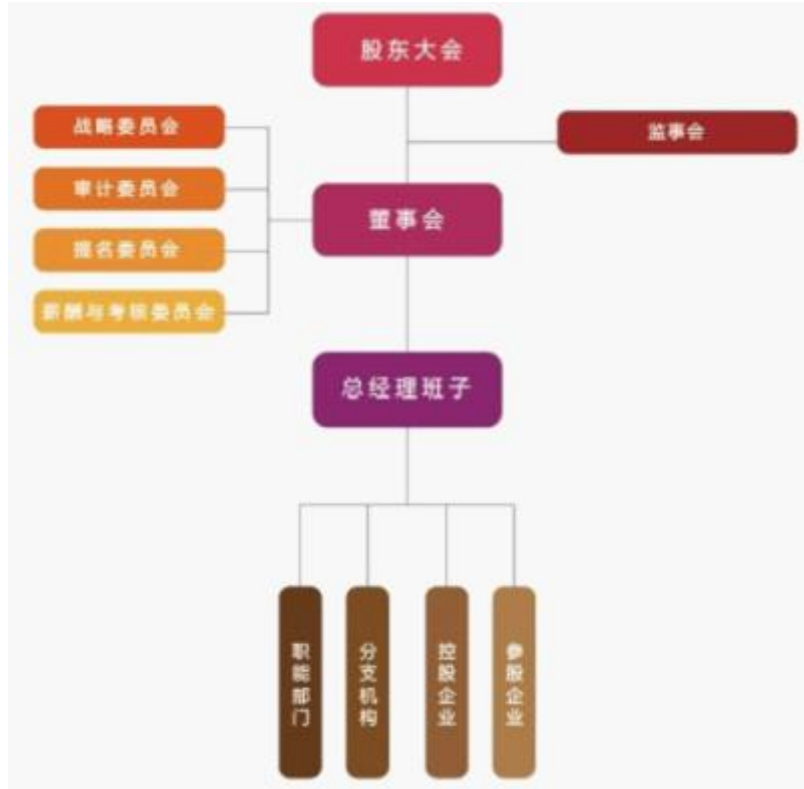 股东大会
战略委员会
监事会
审计委员会
董事会
提名委员会
薪酬与考核委员会
总经理班子
职能部门
分支机构
控股企业
参股企业